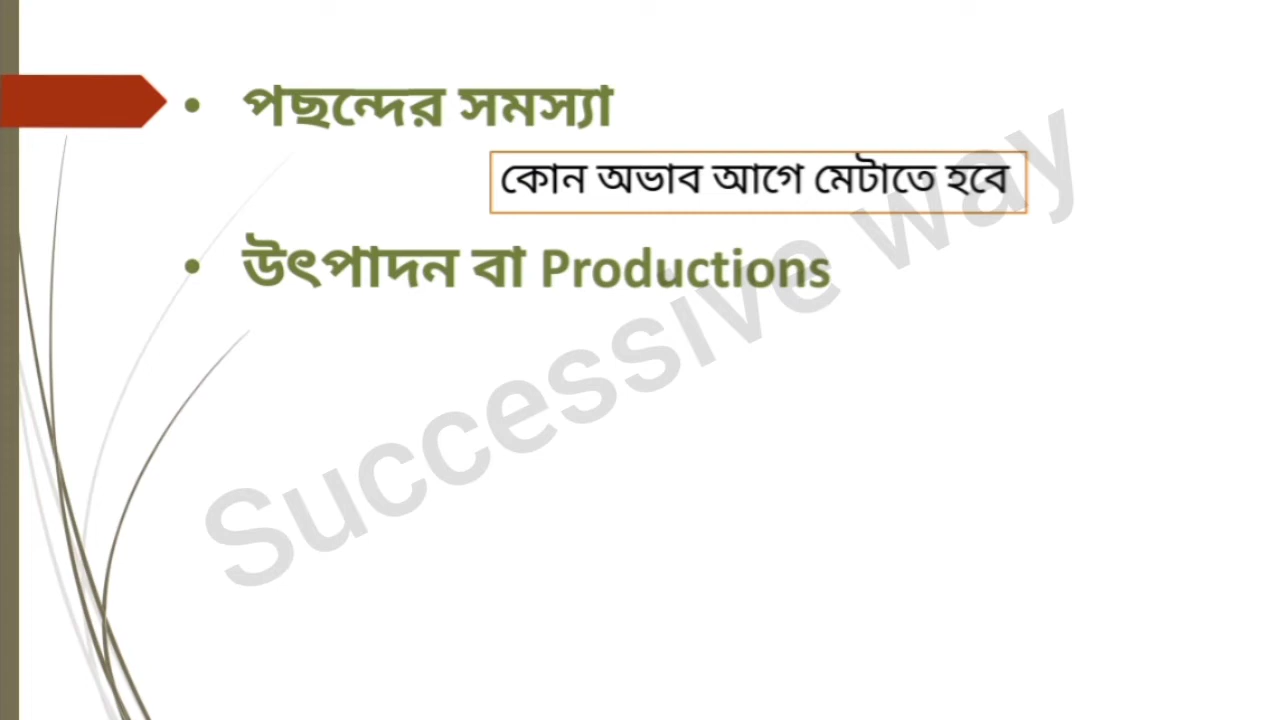 • পছন্দের সমস্যা
কোন অভাব আগে মেটাতে হবে
• উৎপাদন বা Productions
Successive way